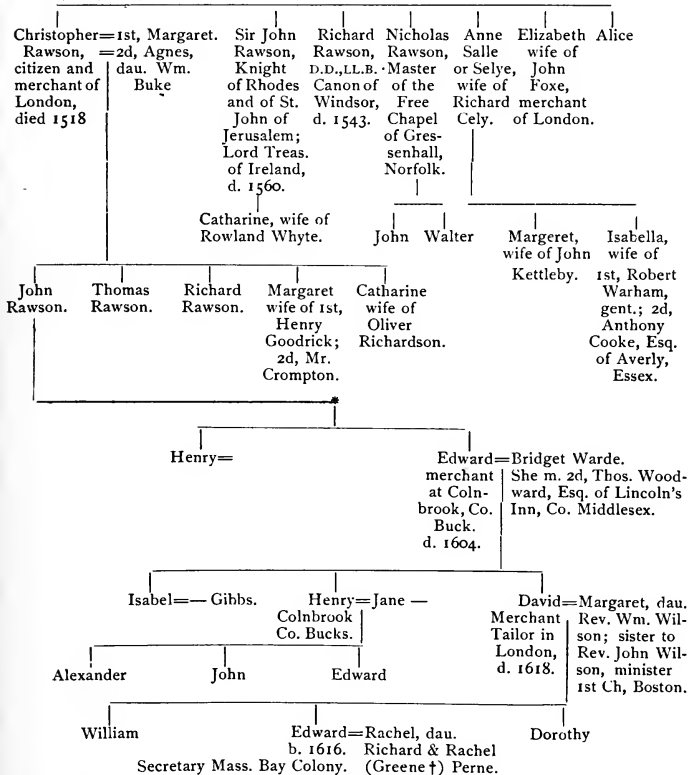 Christopher=1st, Margaret.
Rawson, =2d, Agnes,
citizen and dau. Wm.
merchant of Buke
London,
died 1518
Sir John
Rawson,
Knight
of Rhodes
and of St.
John of
Jerusalem;
Lord Treas.
of Ireland,
d. 1560.
Richard
Rawson,
D.D., LL.B.
Canon of
Windsor,
d. 1543.
Nicholas
Rawson,
Master
of the
Free
Chapel
of Gres-
senhall,
Norfolk.
Anne
Salle
or Selye,
wife of
Richard
Cely.
Elizabeth
wife of
John
Foxe,
merchant
of London.
Alice
Catharine, wife of
Rowland Whyte.
John Walter
Margeret,
wife of John
Kettleby.
Isabella,
wife of
1st, Robert
Warham,
gent.; 2d,
Anthony
Cooke, Esq.
of Averly,
Essex.
John
Rawson.
Thomas
Rawson.
Richard
Rawson.
Margaret
wife of 1st,
Henry
Goodrick;
2d, Mr.
Crompton.
Catharine
wife of
Oliver
Richardson.
*
Henry=
Edward=Bridget Warde.
merchant She m. 2d, Thos. Wood-
at Coln- ward, Esq. of Lincoln's
brook, Co. Inn, Co. Middlesex.
Buck.
d. 1604.
Isabel=— Gibbs.
Henry=Jane —
Colnbrook
Co. Bucks.
David=Margaret, dau.
Merchant Rev. Wm. Wil-
Tailor in son; sister to
London, Rev. John Wil-
d. 1618. son, minister
1st Ch, Boston.
Alexander John Edward
William
Edward=Rachel, dau.
b. 1616. Richard & Rachel
Secretary Mass. Bay Colony. (Greene †) Perne.
Dorothy